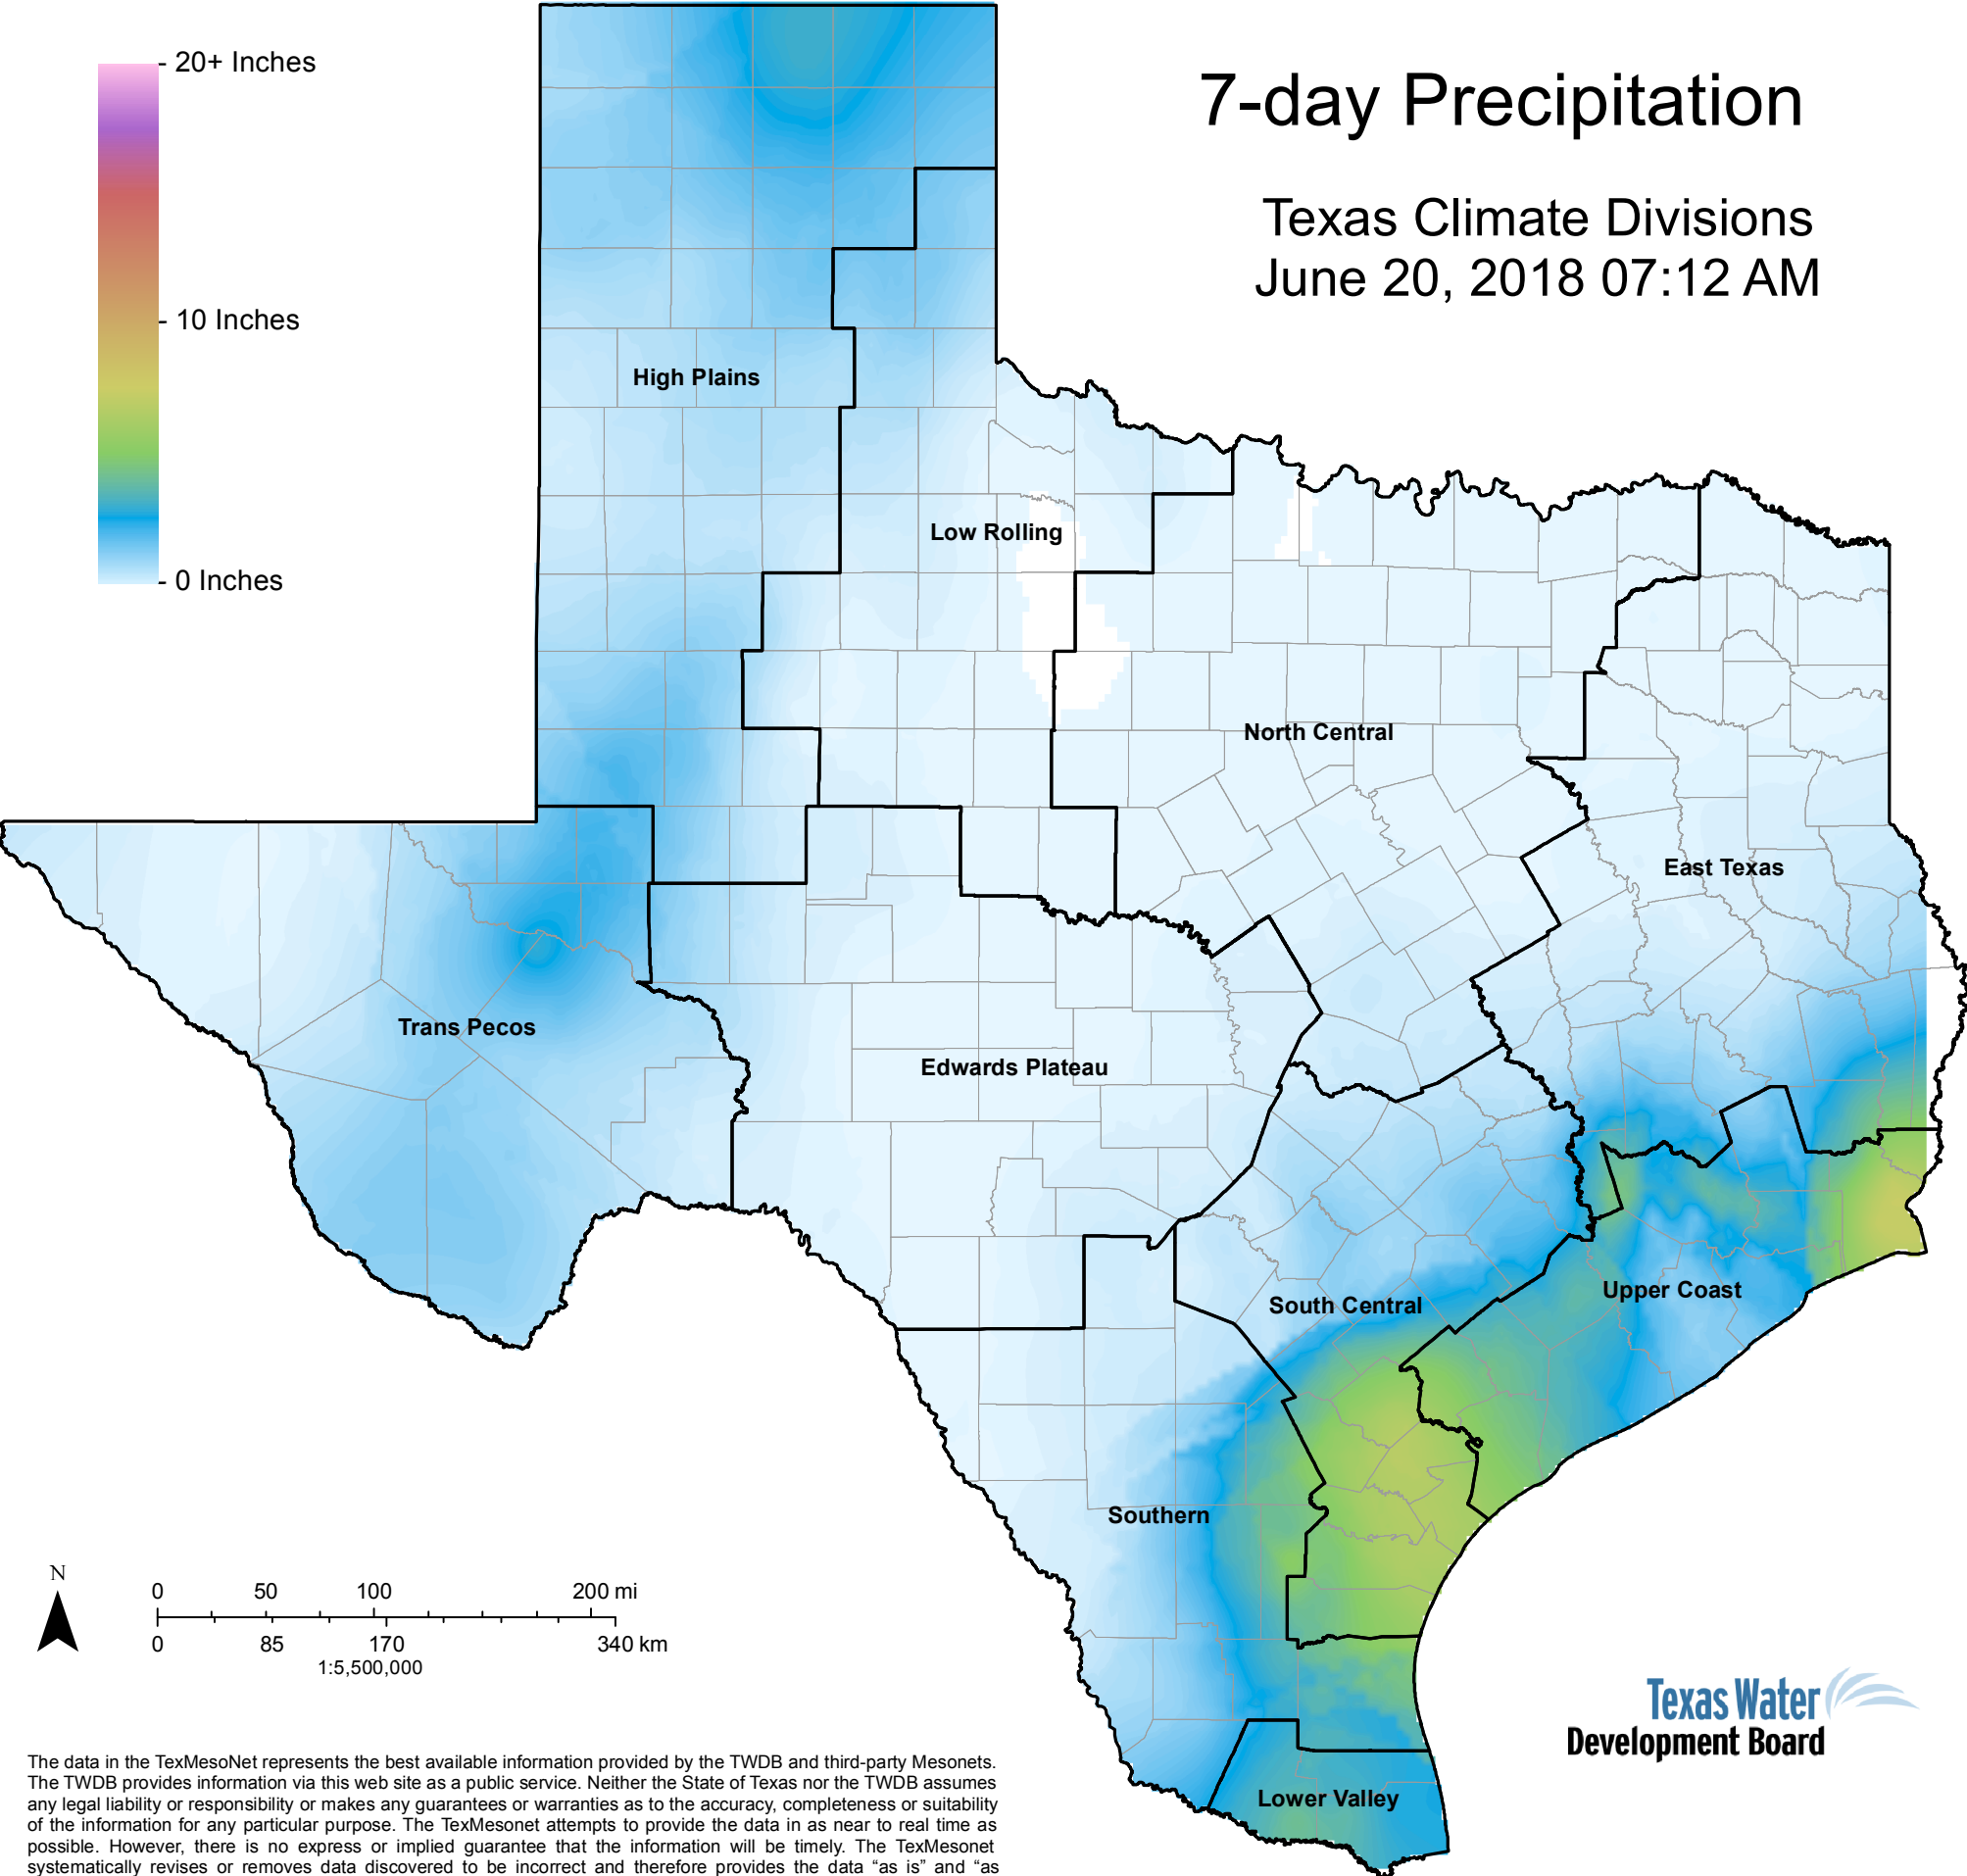 20+ Inches
10 Inches
0 Inches
7-day Precipitation
Texas Climate Divisions
June 20, 2018 07:12 AM
High Plains
Low Rolling
North Central
East Texas
Trans Pecos
Edwards Plateau
South Central
Upper Coast
Southern
Lower Valley
N
0 50 100 200 mi
0 85 170 340 km
1:5,500,000
Texas Water
Development Board
The data in the TexMesoNet represents the best available information provided by the TWDB and third-party Mesonets.
The TWDB provides information via this web site as a public service. Neither the State of Texas nor the TWDB assumes
any legal liability or responsibility or makes any guarantees or warranties as to the accuracy, completeness or suitability
of the information for any particular purpose. The TexMesonet attempts to provide the data in as near to real time as
possible. However, there is no express or implied guarantee that the information will be timely. The TexMesonet
systematically revises or removes data discovered to be incorrect and therefore provides the data “as is” and “as